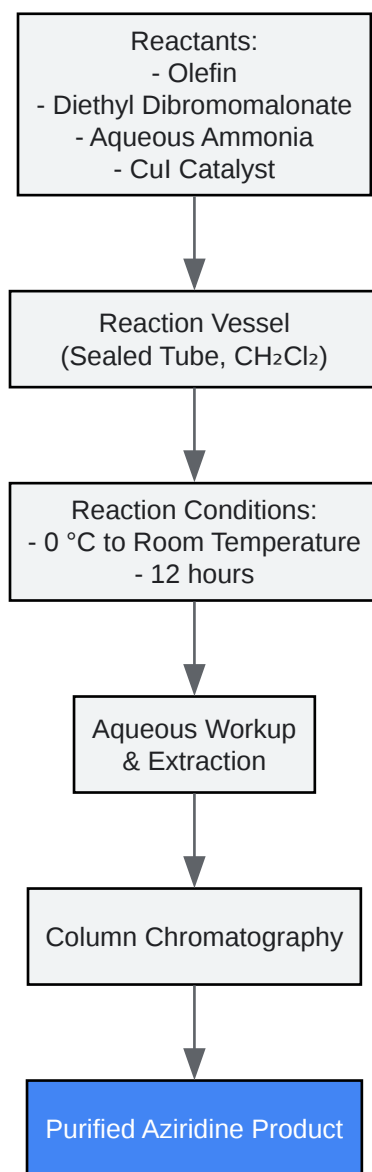 Reactants:
- Olefin
- Diethyl Dibromomalonate
- Aqueous Ammonia
- CuI Catalyst
Reaction Vessel
(Sealed Tube, CH₂Cl₂)
Reaction Conditions:
- 0 °C to Room Temperature
- 12 hours
Aqueous Workup
& Extraction
Column Chromatography
Purified Aziridine Product